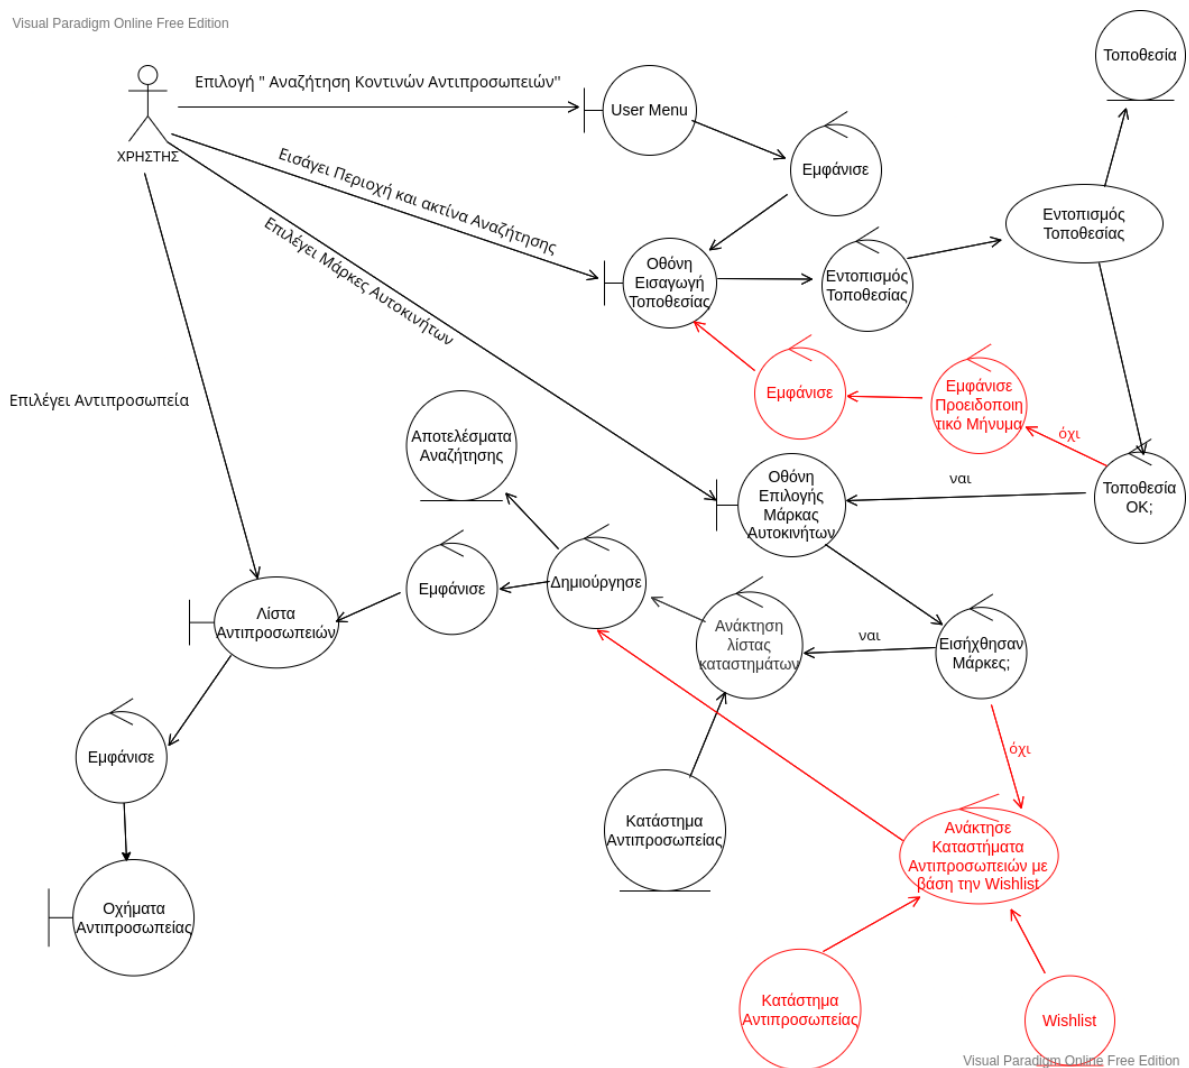 Visual Paradigm Online Free Edition
Τοποθεσία
Επιλογή " Αναζήτηση Κοντινών Αντιπροσωπειών"
User Menu
ΧΡΗΣΤΗΣ
Εμφάνισε
Εισάγει Περιοχή και ακτίνα Αναζήτησης
Εντοπισμός
Τοποθεσίας
Επιλέγει Μάρκες Αυτοκινήτων
Οθόνη
Εισαγωγή
Τοποθεσίας
Εντοπισμός
Τοποθεσίας
Εμφάνισε
Εμφάνισε
Προειδοποιη
τικό Μήνυμα
όχι
Επιλέγει Αντιπροσωπεία
Αποτελέσματα
Αναζήτησης
Οθόνη
Επιλογής
Μάρκας
Αυτοκινήτων
ναι
Τοποθεσία
ΟΚ;
Εμφάνισε
Δημιούργησε
Λίστα
Αντιπροσωπειών
Ανάκτηση
λίστας
καταστημάτων
ναι
Εισήχθησαν
Μάρκες;
Εμφάνισε
όχι
Κατάστημα
Αντιπροσωπείας
Ανάκτησε
Καταστήματα
Αντιπροσωπειών με
βάση την Wishlist
Οχήματα
Αντιπροσωπείας
Κατάστημα
Αντιπροσωπείας
Wishlist
Visual Paradigm Online Free Edition